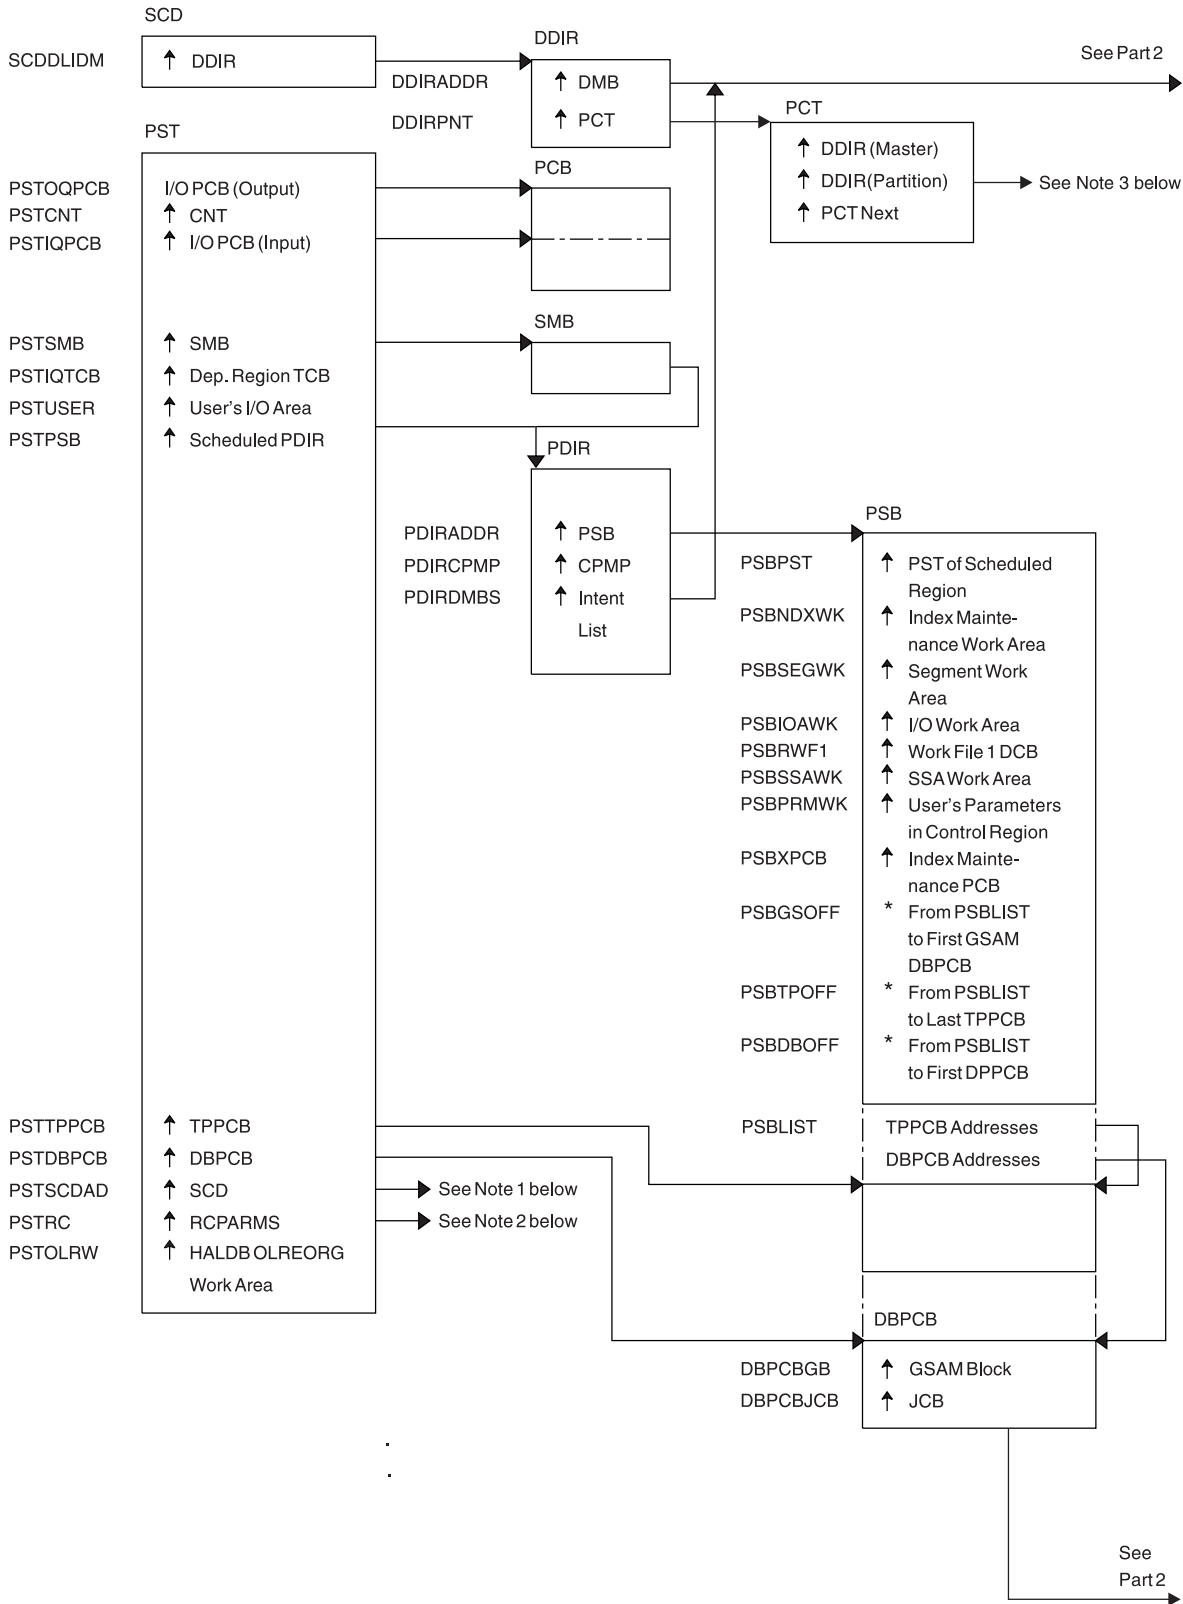 SCD
SCDDLIDM
↑ DDIR
DDIR
DDIRADDR
↑ DMB
See Part 2
DDIRPNT
↑ PCT
PCT
↑ DDIR (Master)
↑ DDIR (Partition)
↑ PCT Next
See Note 3 below
PST
PSTOQPCB
I/O PCB (Output)
PCB
PSTCNT
↑ CNT
PSTIQPCB
↑ I/O PCB (Input)
SMB
PSTSMB
↑ SMB
PSTIQTCB
↑ Dep. Region TCB
PSTUSER
↑ User's I/O Area
PSTPSB
↑ Scheduled PDIR
PDIR
PDIRADDR
↑ PSB
PDIRCPMP
↑ CPMP
PDIRDMBS
↑ Intent
List
PSB
PSBPST
↑ PST of Scheduled
Region
PSBNDXWK
↑ Index Mainte-
nance Work Area
PSBSEGWK
↑ Segment Work
Area
PSBIOAWK
↑ I/O Work Area
PSBRWF1
↑ Work File 1 DCB
PSBSSAWK
↑ SSA Work Area
PSBPRMWK
↑ User's Parameters
in Control Region
PSBXPCB
↑ Index Mainte-
nance PCB
PSBGSOFF
* From PSBLIST
to First GSAM
DBPCB
PSBTPOFF
* From PSBLIST
to Last TPPCB
PSBDBOFF
* From PSBLIST
to First DPPCB
PSTTPPCB
↑ TPPCB
PSBLIST
TPPCB Addresses
PSTDBPCB
↑ DBPCB
DBPCB Addresses
PSTSCDAD
↑ SCD
See Note 1 below
PSTRC
↑ RCPARMS
See Note 2 below
PSTOLRW
↑ HALDB OLREORG
Work Area
DBPCB
DBPCBGB
↑ GSAM Block
DBPCBJCB
↑ JCB
See
Part 2